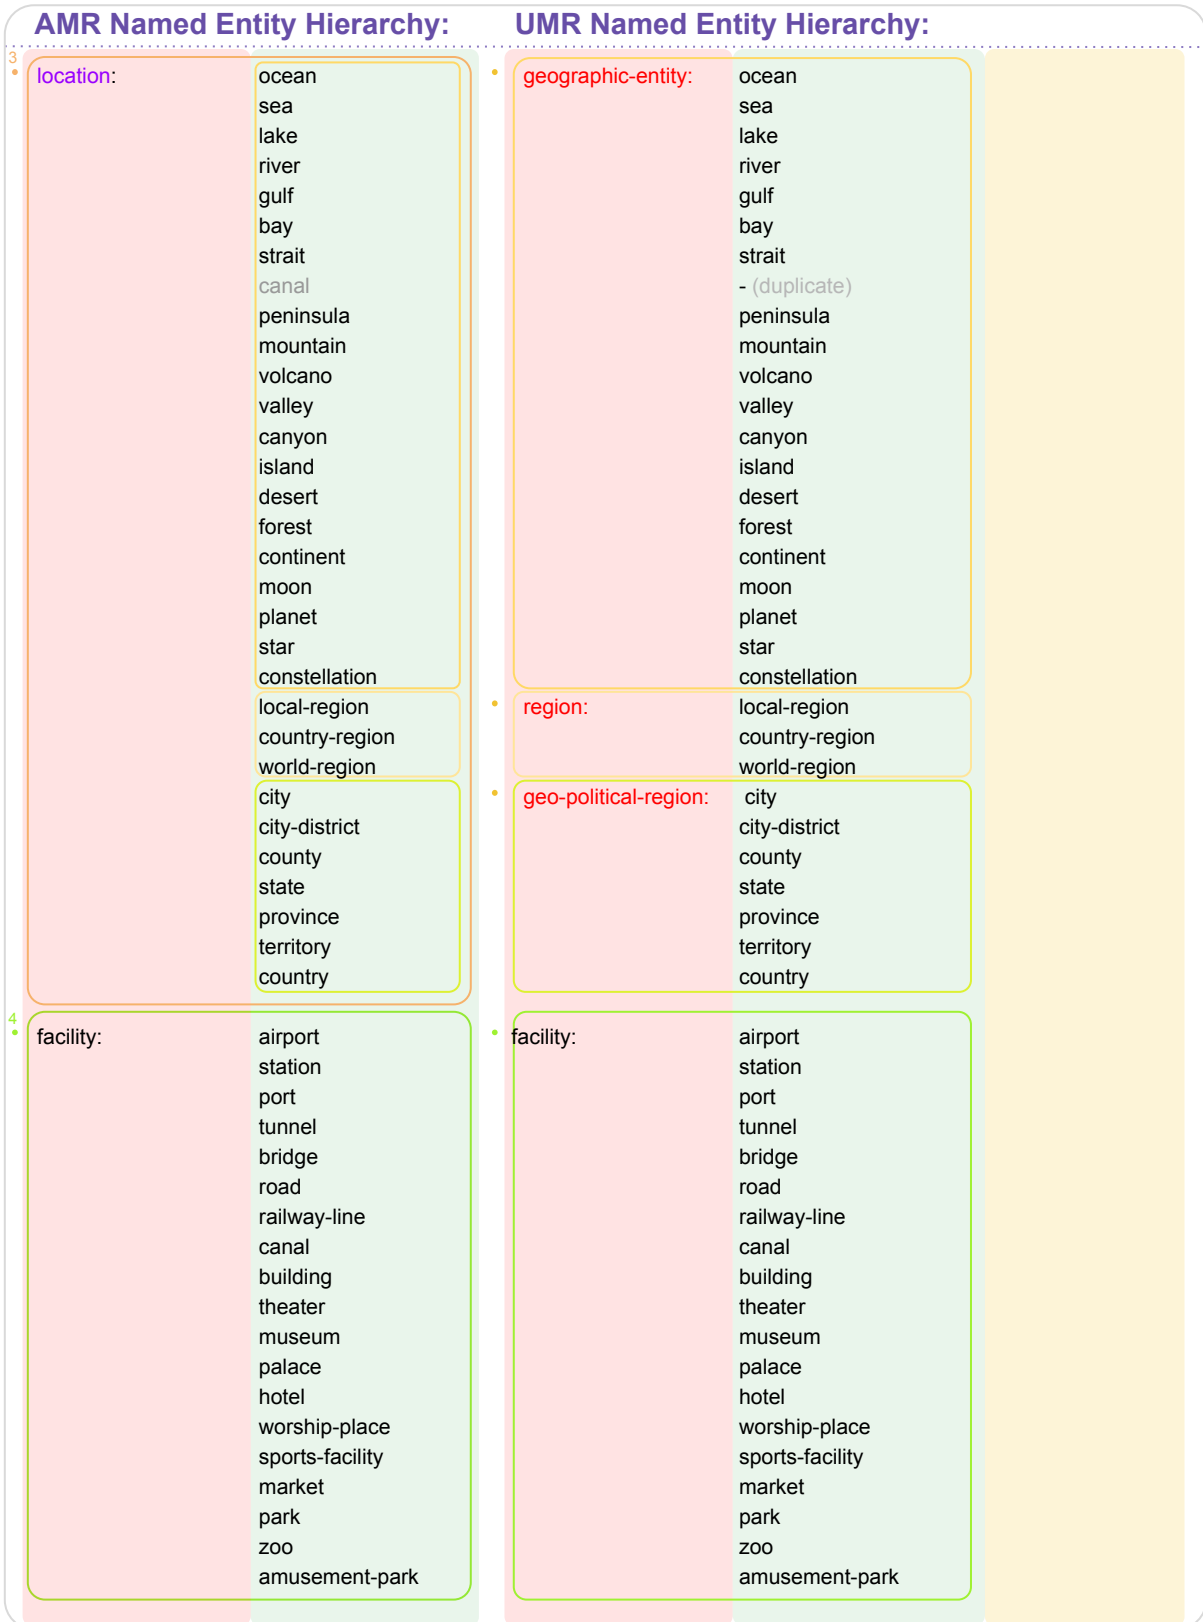 AMR Named Entity Hierarchy: UMR Named Entity Hierarchy:
3
• location: ocean • geographic-entity: ocean
sea sea
lake lake
river river
gulf gulf
bay bay
strait strait
canal - (duplicate)
peninsula peninsula
mountain mountain
volcano volcano
valley valley
canyon canyon
island island
desert desert
forest forest
continent continent
moon moon
planet planet
star star
constellation constellation
local-region • region: local-region
country-region country-region
world-region world-region
city • geo-political-region: city
city-district city-district
county county
state state
province province
territory territory
country country
4
• facility: airport • facility: airport
station station
port port
tunnel tunnel
bridge bridge
road road
railway-line railway-line
canal canal
building building
theater theater
museum museum
palace palace
hotel hotel
worship-place worship-place
sports-facility sports-facility
market market
park park
zoo zoo
amusement-park amusement-park